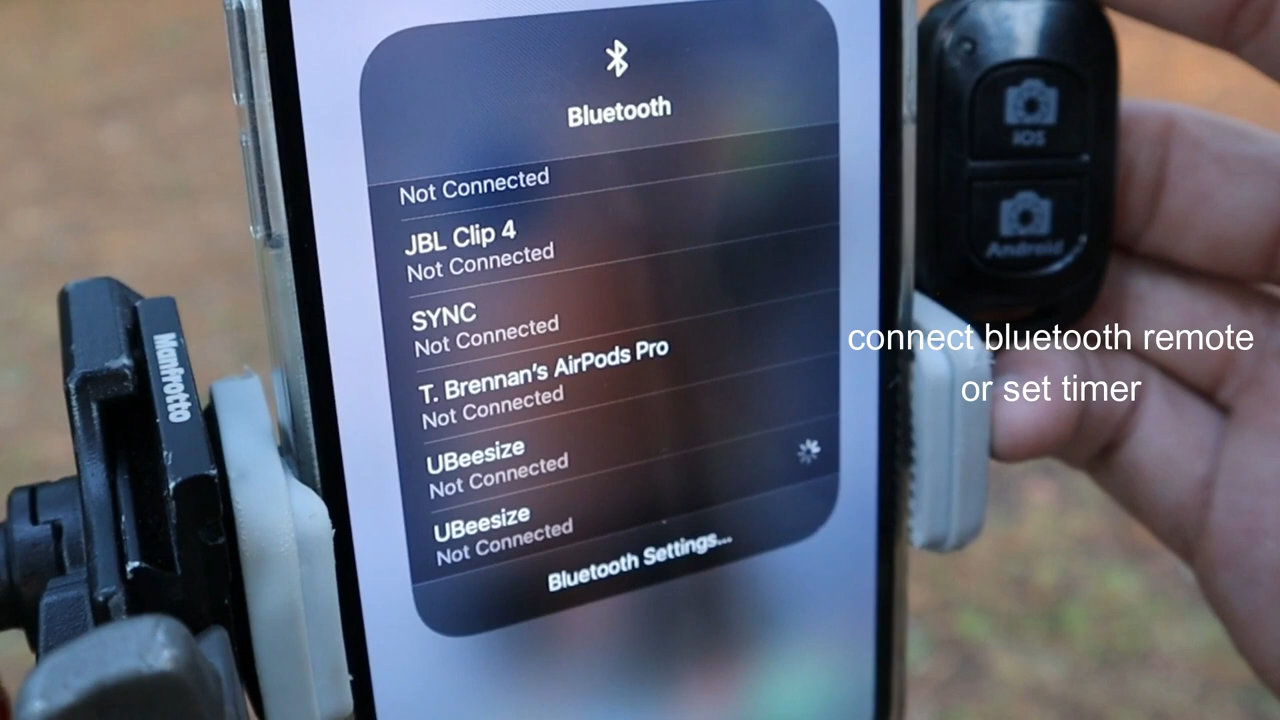 Bluetooth
Not Connected
JBL Clip 4
Not Connected
SYNC
Not Connected
T. Brennan's AirPods Pro
Not Connected
UBeesize
Not Connected
UBeesize
Not Connected
Bluetooth Settings...
Manfrotto
iOS
Android
connect bluetooth remote
or set timer